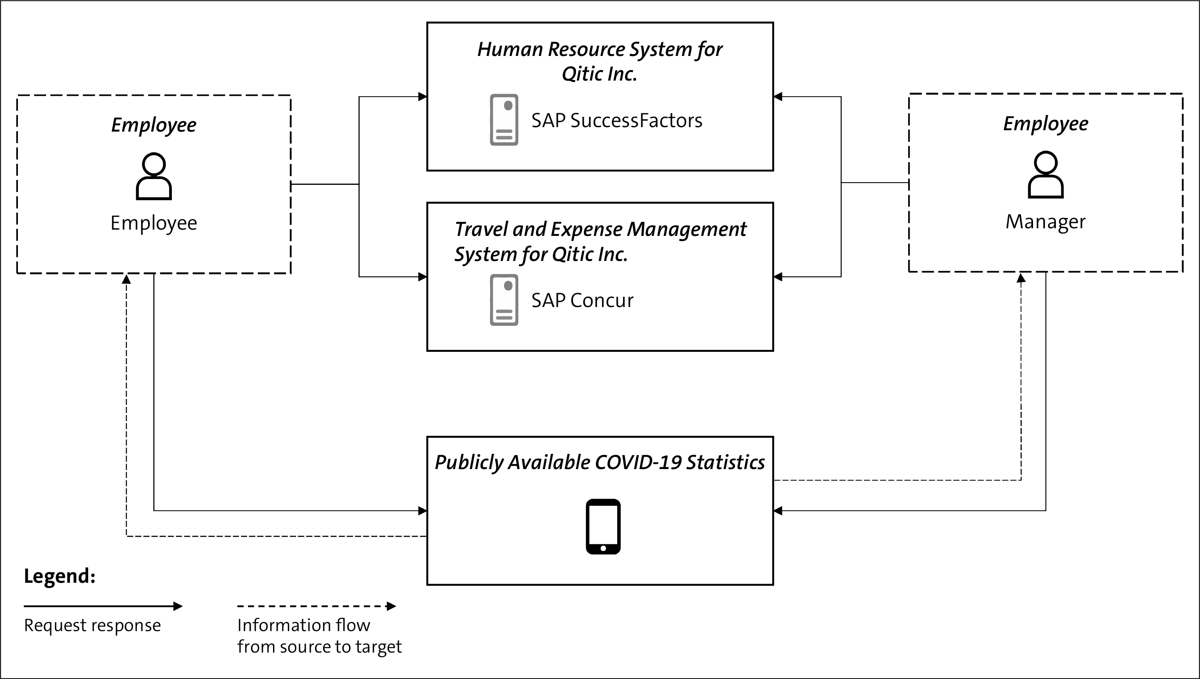 Human Resource System for
Qitic Inc.
SAP SuccessFactors
Employee
Employee
Employee
Manager
Travel and Expense Management
System for Qitic Inc.
SAP Concur
Publicly Available COVID-19 Statistics
Legend:
Request response
Information flow
from source to target